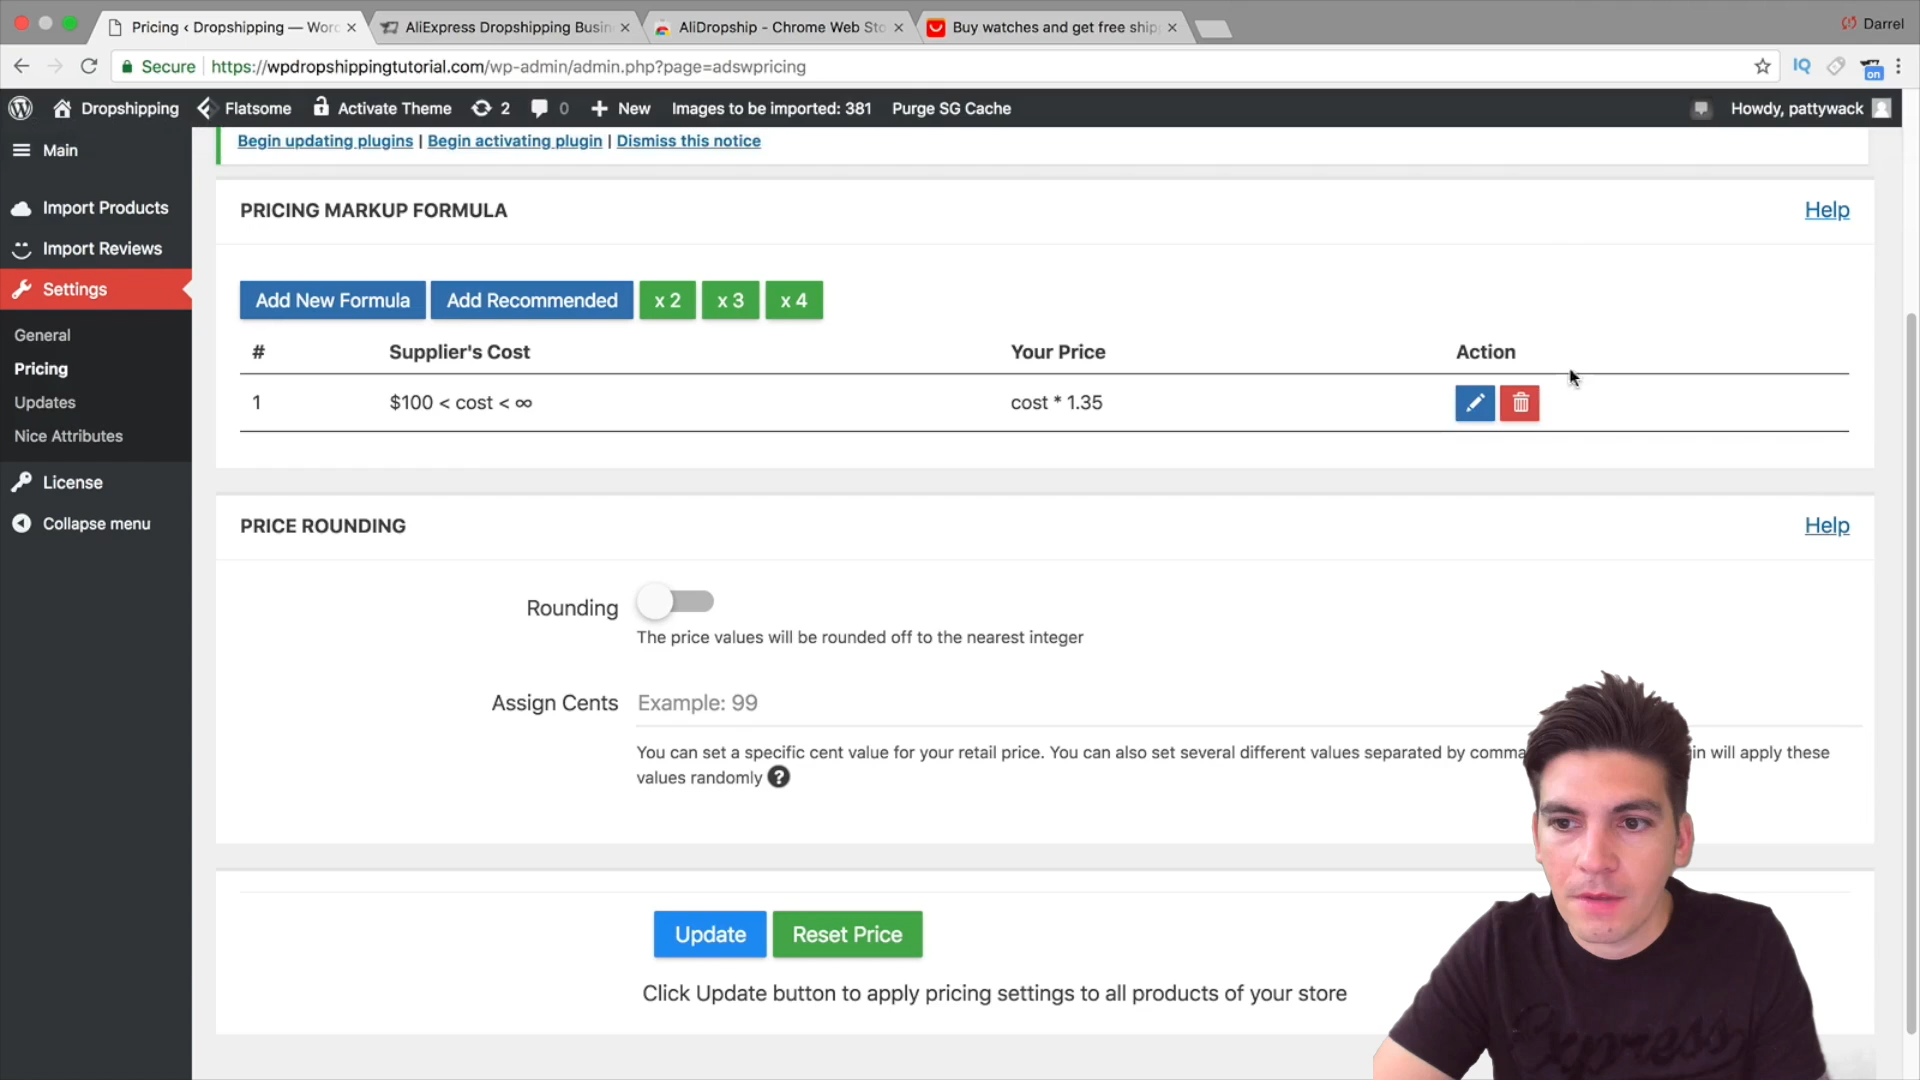 Pricing ‹ Dropshipping — Word
AliExpress Dropshipping Busin
AliDropship - Chrome Web Sto
Buy watches and get free ship
Darrel
Secure
https://wpdropshippingtutorial.com/wp-admin/admin.php?page=adswpricing
IQ
on
Dropshipping
Flatsome
Activate Theme
2
0
New
Images to be imported: 381
Purge SG Cache
Howdy, pattywack
Main
Import Products
Import Reviews
Settings
General
Pricing
Updates
Nice Attributes
License
Collapse menu
Begin updating plugins | Begin activating plugin | Dismiss this notice
PRICING MARKUP FORMULA
Help
Add New Formula
Add Recommended
x 2
x 3
x 4
# Supplier's Cost Your Price Action
1 $100 < cost < ∞ cost * 1.35
PRICE ROUNDING
Help
Rounding
The price values will be rounded off to the nearest integer
Assign Cents
Example: 99
You can set a specific cent value for your retail price. You can also set several different values separated by comma in will apply these
values randomly ?
Update
Reset Price
Click Update button to apply pricing settings to all products of your store
Express